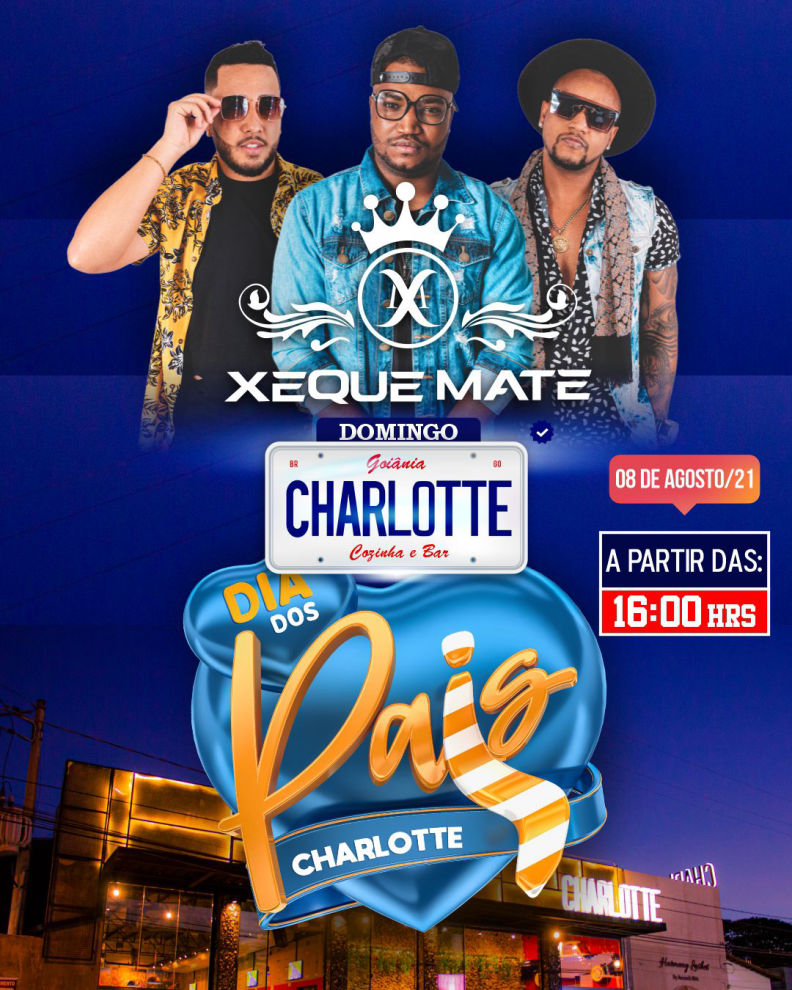 XEQUE MATE
DOMINGO
BR Goiânia GO
CHARLOTTE
Cozinha e Bar
08 DE AGOSTO/21
A PARTIR DAS:
16:00 HRS
DIA
DOS
Pais
CHARLOTTE
CHARLOTTE